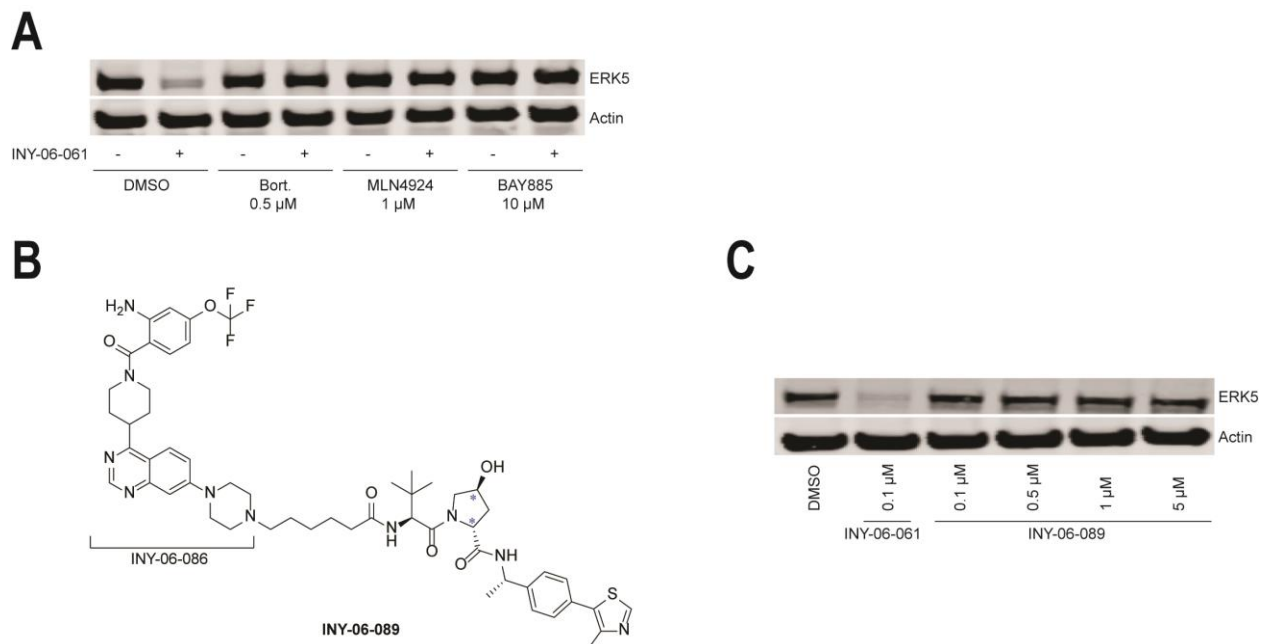 A
ERK5
Actin
INY-06-061 - + - + - + - +
DMSO Bort. MLN4924 BAY885
0.5 µM 1 µM 10 µM
B
H₂N
O
F
F
F
O
N
N
N
N
N
O
N
H
O
N
OH
*
*
O
NH
S
N
INY-06-086
INY-06-089
C
ERK5
Actin
DMSO 0.1 µM 0.1 µM 0.5 µM 1 µM 5 µM
INY-06-061 INY-06-089